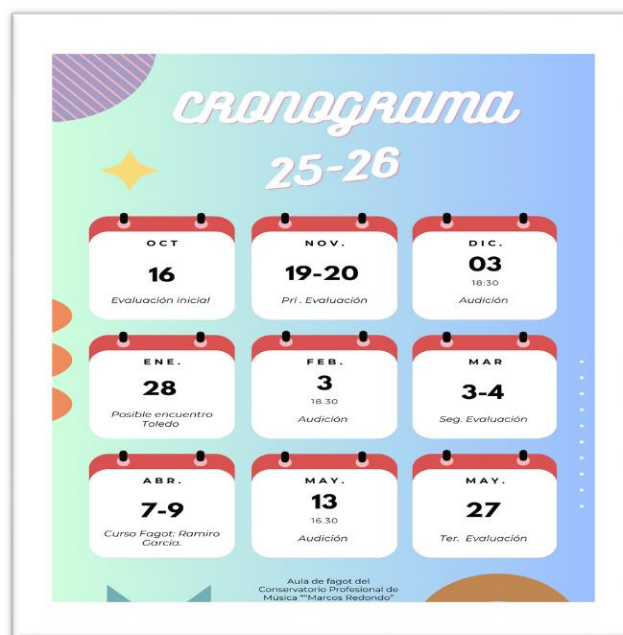 CRONOGRAMA
25-26
OCT
16
Evaluación inicial
NOV.
19-20
Pri . Evaluación
DIC.
03
18:30
Audición
ENE.
28
Posible encuentro
Toledo
FEB.
3
18.30
Audición
MAR
3-4
Seg. Evaluación
ABR.
7-9
Curso Fagot: Ramiro
García.
MAY.
13
16.30
Audición
MAY.
27
Ter. Evaluación
Aula de fagot del
Conservatorio Profesional de
Música ""Marcos Redondo"